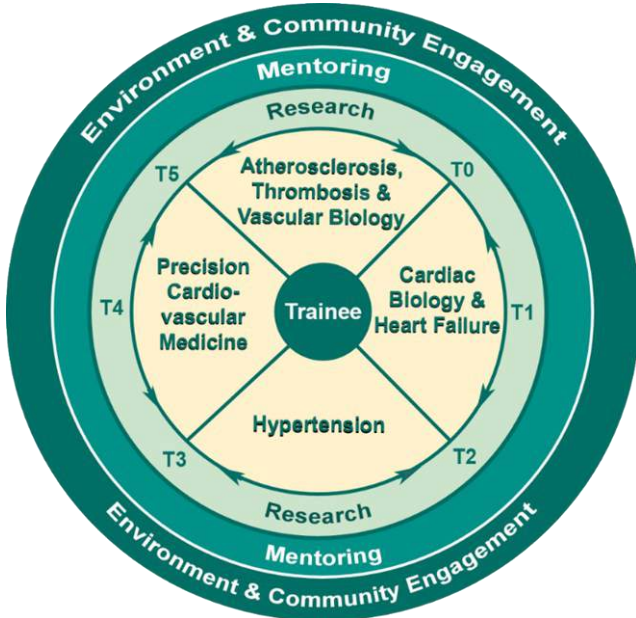 Environment & Community Engagement
Mentoring
Research
T5
T0
Atherosclerosis,
Thrombosis &
Vascular Biology
Precision
Cardio-
vascular
Medicine
Trainee
Cardiac
Biology &
Heart Failure
T4
T1
Hypertension
T3
T2
Research
Mentoring
Environment & Community Engagement